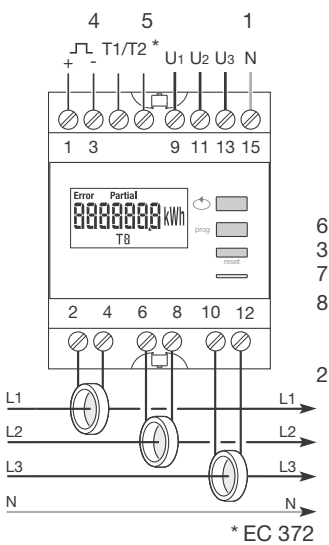 4 5 1
+ - T1/T2 * U1 U2 U3 N
1 3 9 11 13 15
Error Partial
8888888 kWh
T8
prog
reset
6
3
7
8
2 4 6 8 10 12
2
L1 L1
L2 L2
L3 L3
N N
* EC 372